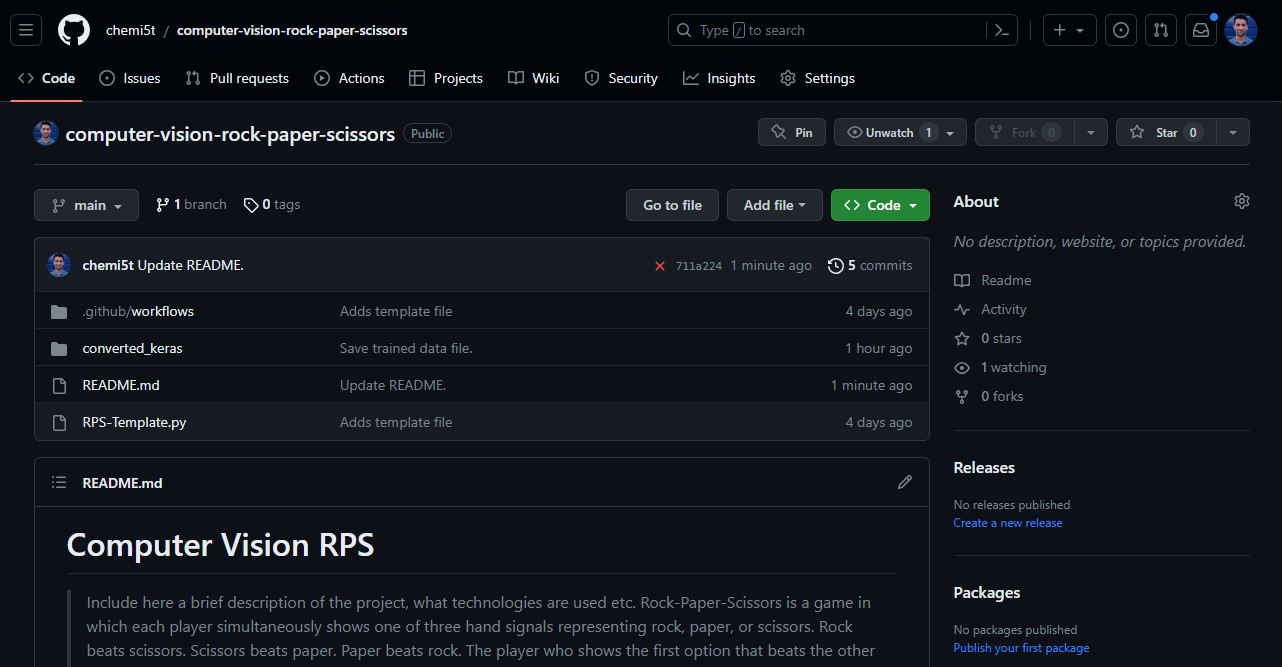 chemi5t / computer-vision-rock-paper-scissors
Type / to search
Code Issues Pull requests Actions Projects Wiki Security Insights Settings
computer-vision-rock-paper-scissors Public
Pin Unwatch 1 Fork 0 Star 0
main 1 branch 0 tags Go to file Add file Code
chemi5t Update README. 711a224 1 minute ago 5 commits
.github/workflows Adds template file 4 days ago
converted_keras Save trained data file. 1 hour ago
README.md Update README. 1 minute ago
RPS-Template.py Adds template file 4 days ago
README.md
Computer Vision RPS
Include here a brief description of the project, what technologies are used etc. Rock-Paper-Scissors is a game in
which each player simultaneously shows one of three hand signals representing rock, paper, or scissors. Rock
beats scissors. Scissors beats paper. Paper beats rock. The player who shows the first option that beats the other
About
No description, website, or topics provided.
Readme
Activity
0 stars
1 watching
0 forks
Releases
No releases published
Create a new release
Packages
No packages published
Publish your first package